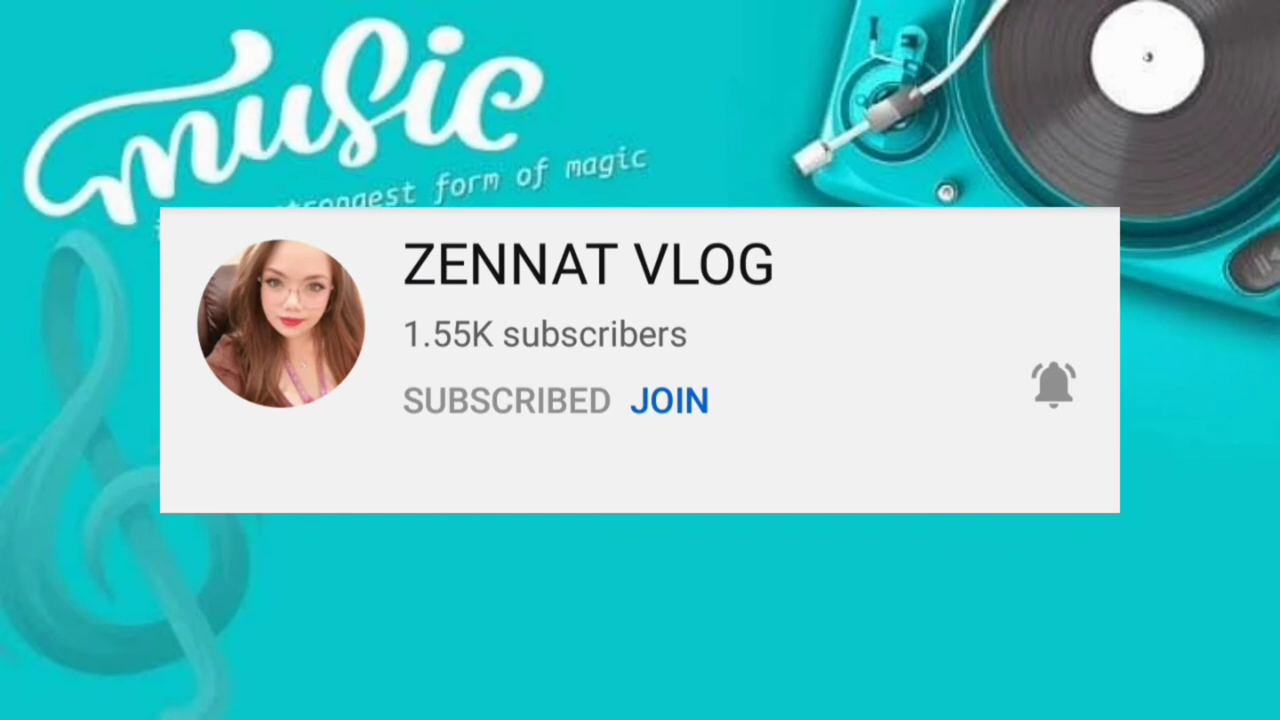 music
form of magic
ZENNAT VLOG
1.55K subscribers
SUBSCRIBED JOIN